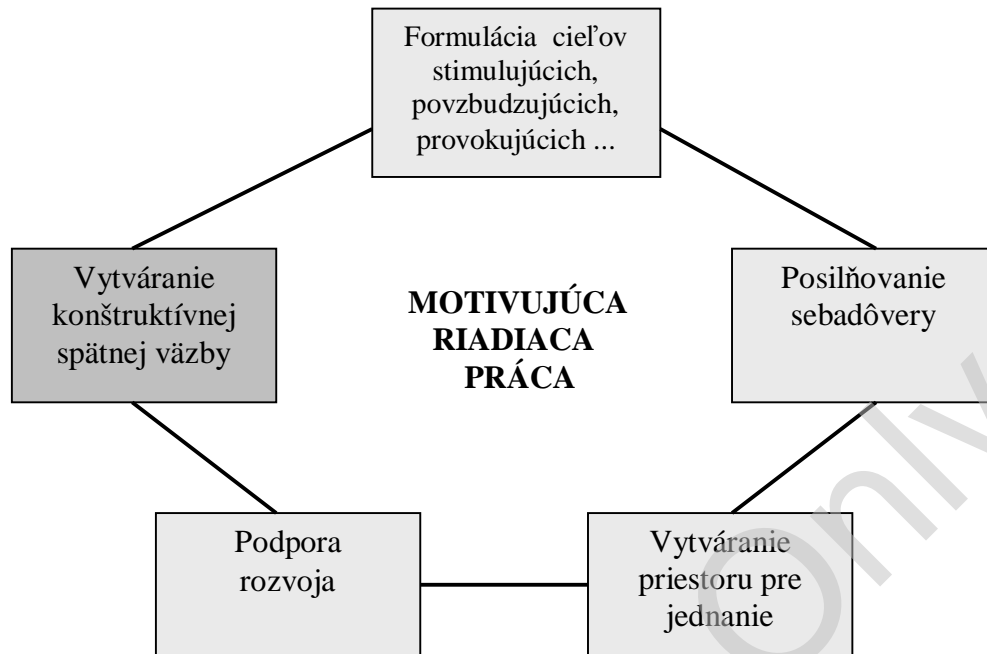 Formulácia cieľov
stimulujúcich,
povzbudzujúcich,
provokujúcich ...
Vytváranie
konštruktívnej
spätnej väzby
MOTIVUJÚCA
RIADIACA
PRÁCA
Posilňovanie
sebadôvery
Podpora
rozvoja
Vytváranie
priestoru pre
jednanie
Only